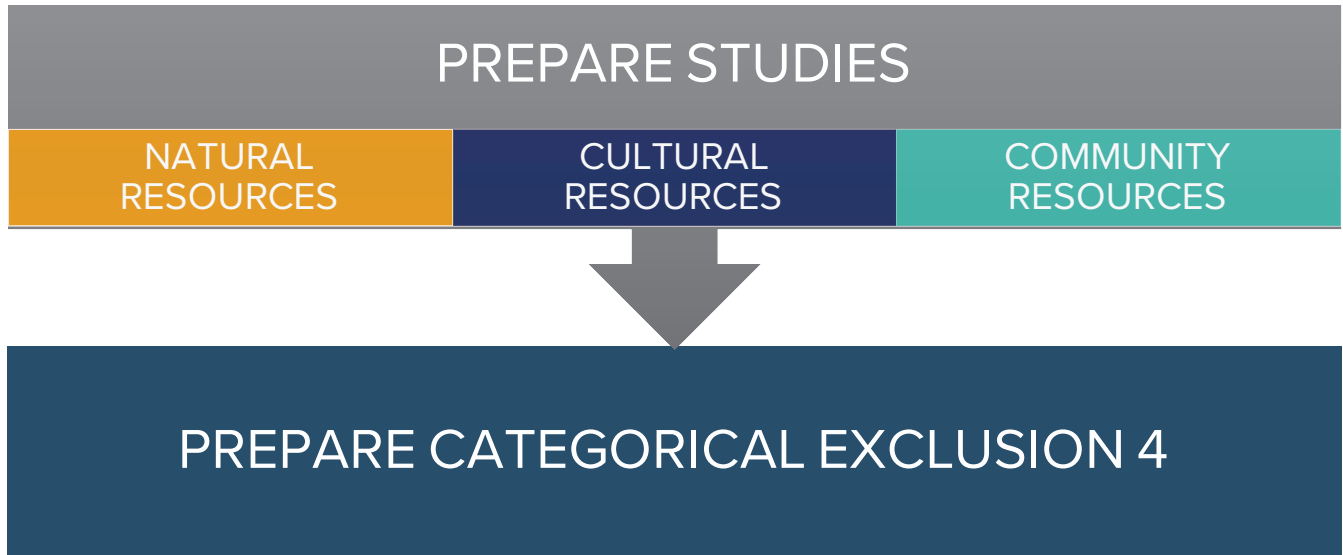 PREPARE STUDIES
NATURAL
RESOURCES
CULTURAL
RESOURCES
COMMUNITY
RESOURCES
PREPARE CATEGORICAL EXCLUSION 4